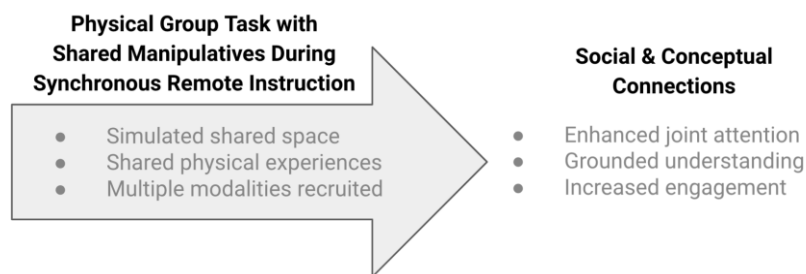 Physical Group Task with
Shared Manipulatives During
Synchronous Remote Instruction
● Simulated shared space
● Shared physical experiences
● Multiple modalities recruited
Social & Conceptual
Connections
● Enhanced joint attention
● Grounded understanding
● Increased engagement